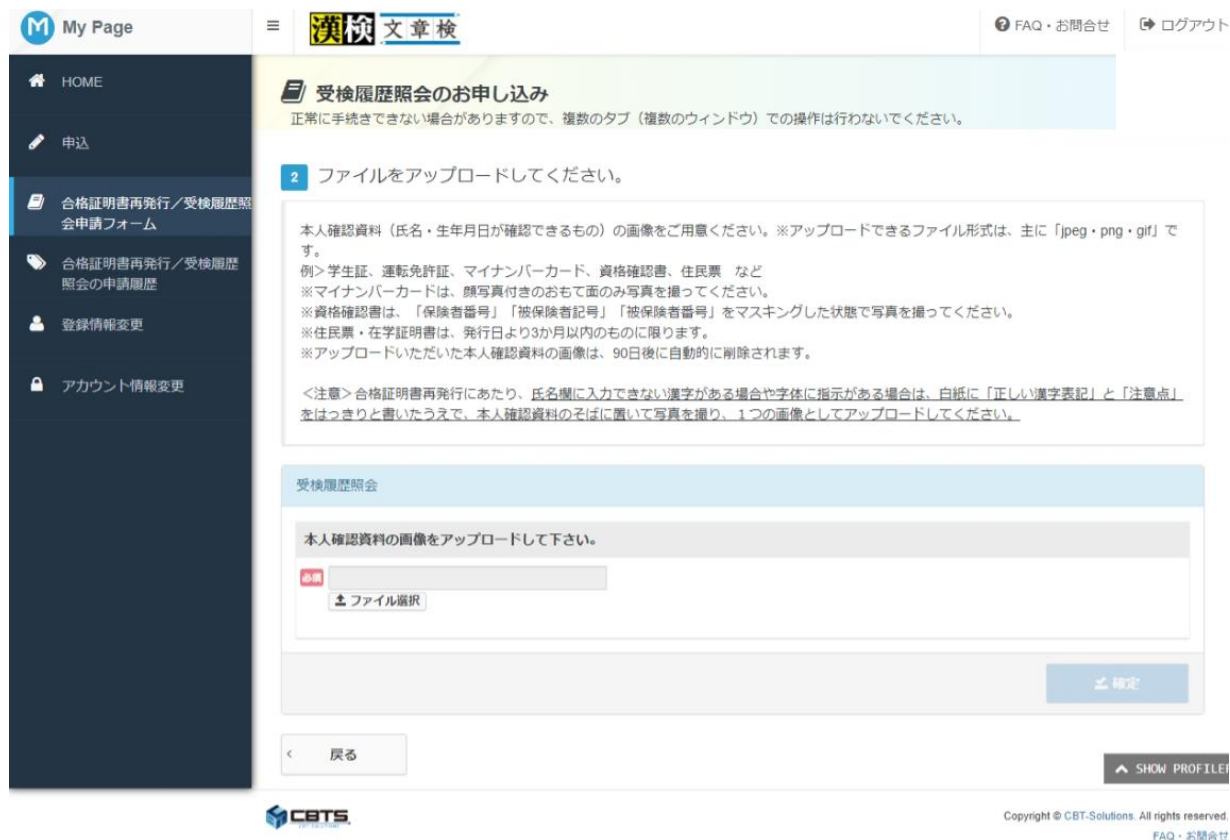 My Page
漢検 文章検
FAQ・お問合せ
ログアウト
HOME
申込
合格証明書再発行／受検履歴照
会申請フォーム
合格証明書再発行／受検履歴
照会の申請履歴
登録情報変更
アカウント情報変更
受検履歴照会のお申し込み
正常に手続きできない場合がありますので、複数のタブ（複数のウィンドウ）での操作は行わないでください。
2 ファイルをアップロードしてください。
本人確認資料（氏名・生年月日が確認できるもの）の画像をご用意ください。※アップロードできるファイル形式は、主に「jpeg・png・gif」で
す。
例＞学生証、運転免許証、マイナンバーカード、資格確認書、住民票 など
※マイナンバーカードは、顔写真付きのおもて面のみ写真を撮ってください。
※資格確認書は、「保険者番号」「被保険者記号」「被保険者番号」をマスキングした状態で写真を撮ってください。
※住民票・在学証明書は、発行日より3か月以内のものに限ります。
※アップロードいただいた本人確認資料の画像は、90日後に自動的に削除されます。
＜注意＞合格証明書再発行にあたり、氏名欄に入力できない漢字がある場合や字体に指示がある場合は、白紙に「正しい漢字表記」と「注意点」
をはっきりと書いたうえで、本人確認資料のそばに置いて写真を撮り、１つの画像としてアップロードしてください。
受検履歴照会
本人確認資料の画像をアップロードして下さい。
必須
ファイル選択
確定
戻る
SHOW PROFILER
CBTS
Copyright © CBT-Solutions. All rights reserved.
FAQ・お問合せ